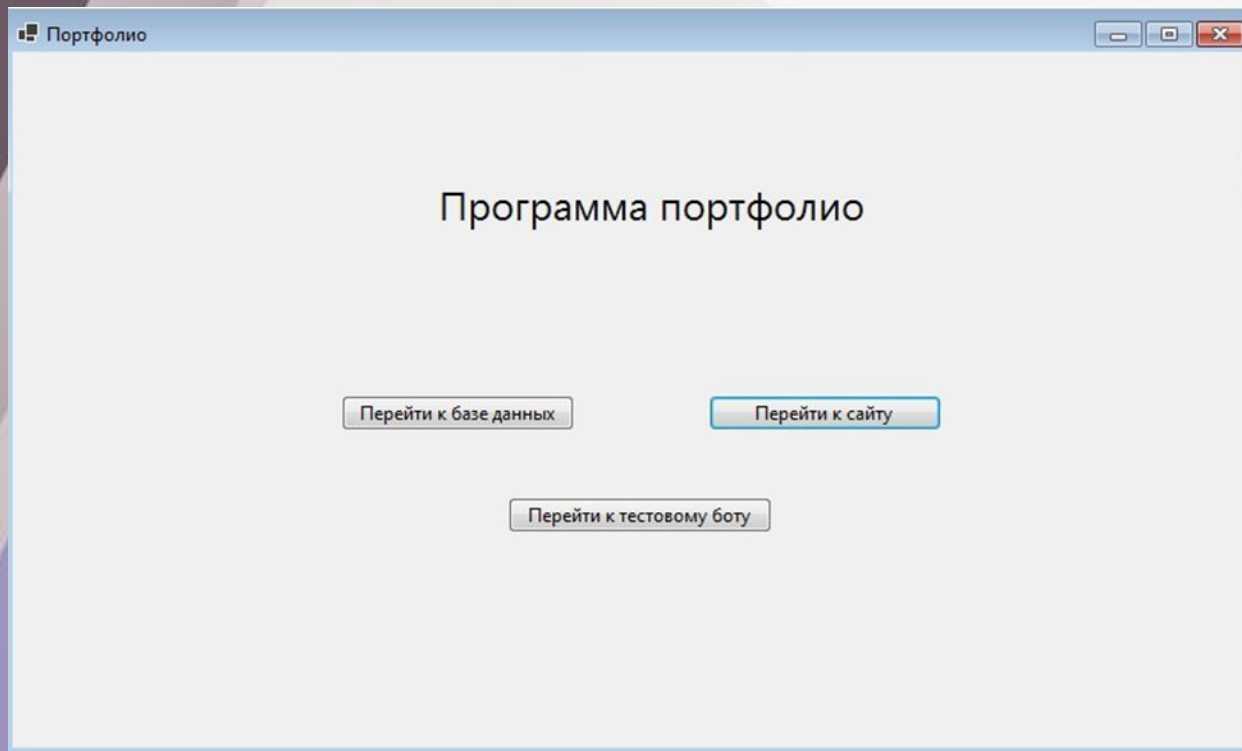 Портфолио
Программа портфолио
Перейти к базе данных
Перейти к сайту
Перейти к тестовому боту